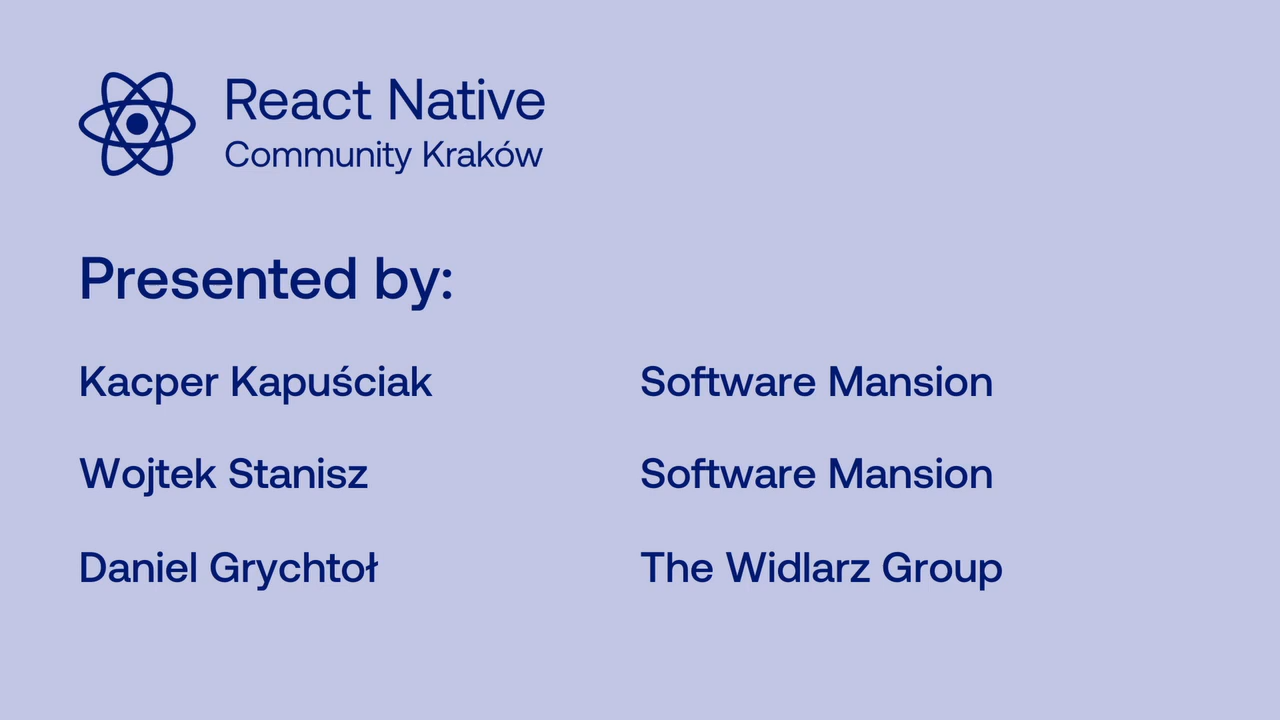 React Native
Community Kraków
Presented by:
Kacper Kapuściak Software Mansion
Wojtek Stanisz Software Mansion
Daniel Grychtoł The Widlarz Group